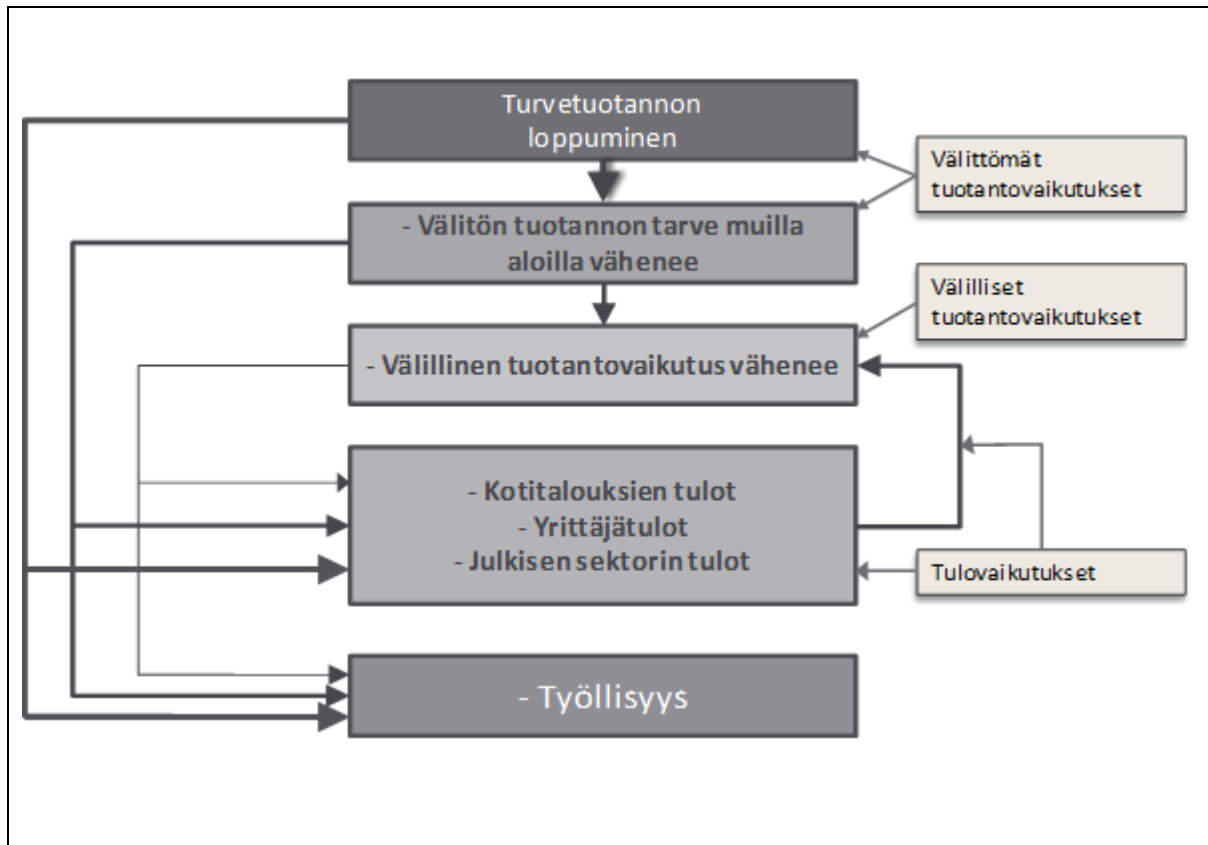 Turvetuotannon
loppuminen
Välittömät
tuotantovaikutukset
- Välitön tuotannon tarve muilla
aloilla vähenee
Välilliset
tuotantovaikutukset
- Välillinen tuotantovaikutus vähenee
- Kotitalouksien tulot
- Yrittäjätulot
- Julkisen sektorin tulot
Tulovaikutukset
- Työllisyys